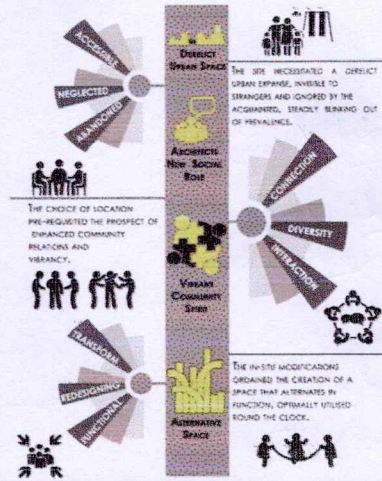 ACCESSIBLE
NEGLECTED
ABANDONED
DERELICT
URBAN SPACE
THE SITE NECESSITATED A DERELICT
URBAN EXPANSE, INVISIBLE TO
STRANGERS AND IGNORED BY THE
ACQUAINTED, STEADILY BLINKING OUT
OF PREVALENCE.
ARCHITECTS
NEW SOCIAL
ROLE
CONNECTION
DIVERSITY
INTERACTION
THE CHOICE OF LOCATION
PRE-REQUISITED THE PROSPECT OF
ENHANCED COMMUNITY
RELATIONS AND
VIBRANCY.
VIBRANT
COMMUNITY
SPIRIT
TRANSFORM
REDESIGNING
FUNCTIONAL
ALTERNATIVE
SPACE
THE IN-SITU MODIFICATIONS
ORDAINED THE CREATION OF A
SPACE THAT ALTERNATES IN
FUNCTION, OPTIMALLY UTILISED
ROUND THE CLOCK.